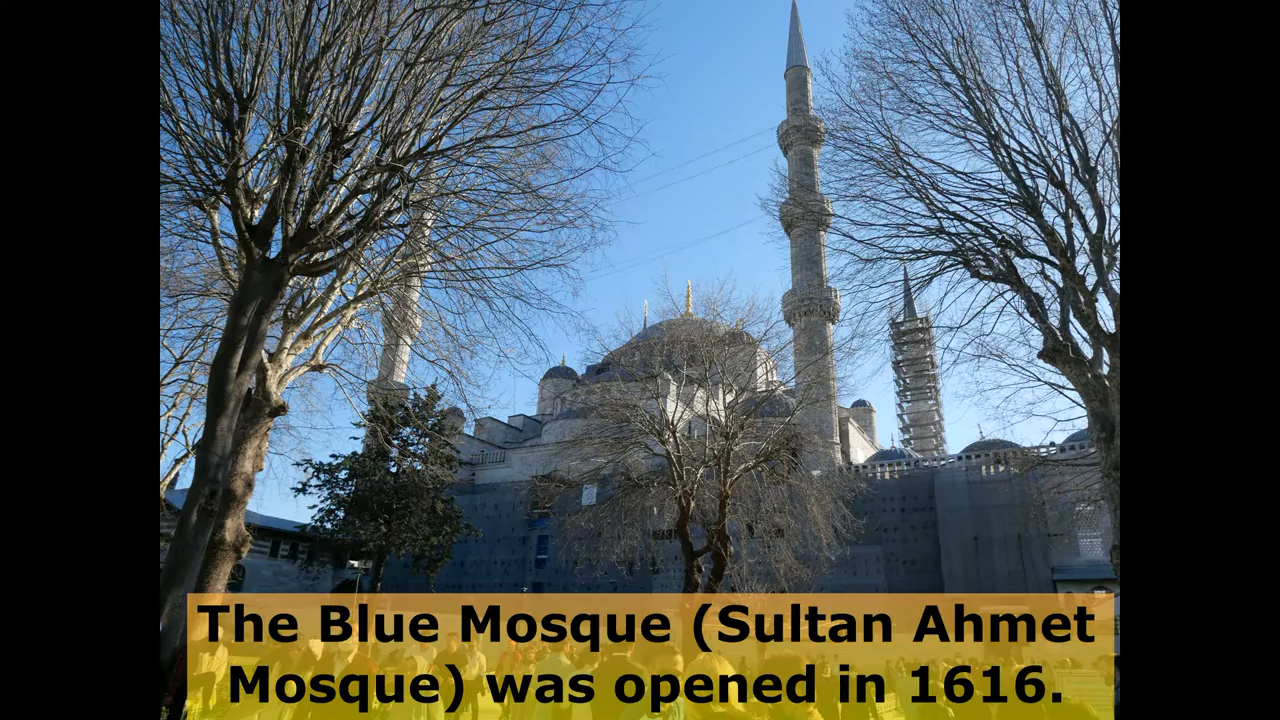 The Blue Mosque (Sultan Ahmet
Mosque) was opened in 1616.